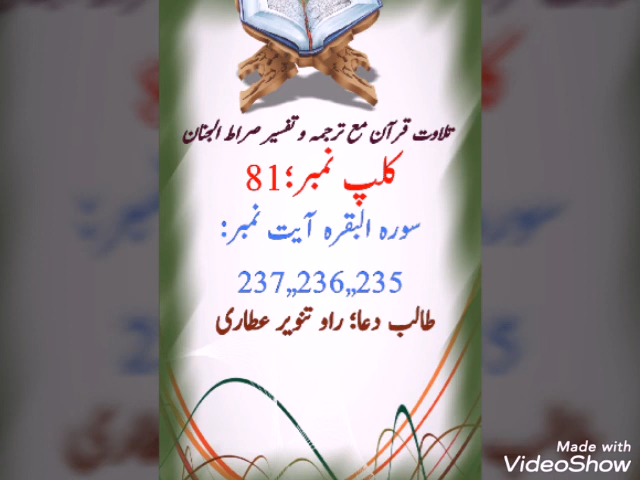 تلاوت قرآن مع ترجمہ و تفسیر صراط الجنان
کلپ نمبر؛81
سورہ البقرہ آیت نمبر:
235,,236,,237
طالب دعا؛ راو تنویر عطاری
Made with
VideoShow